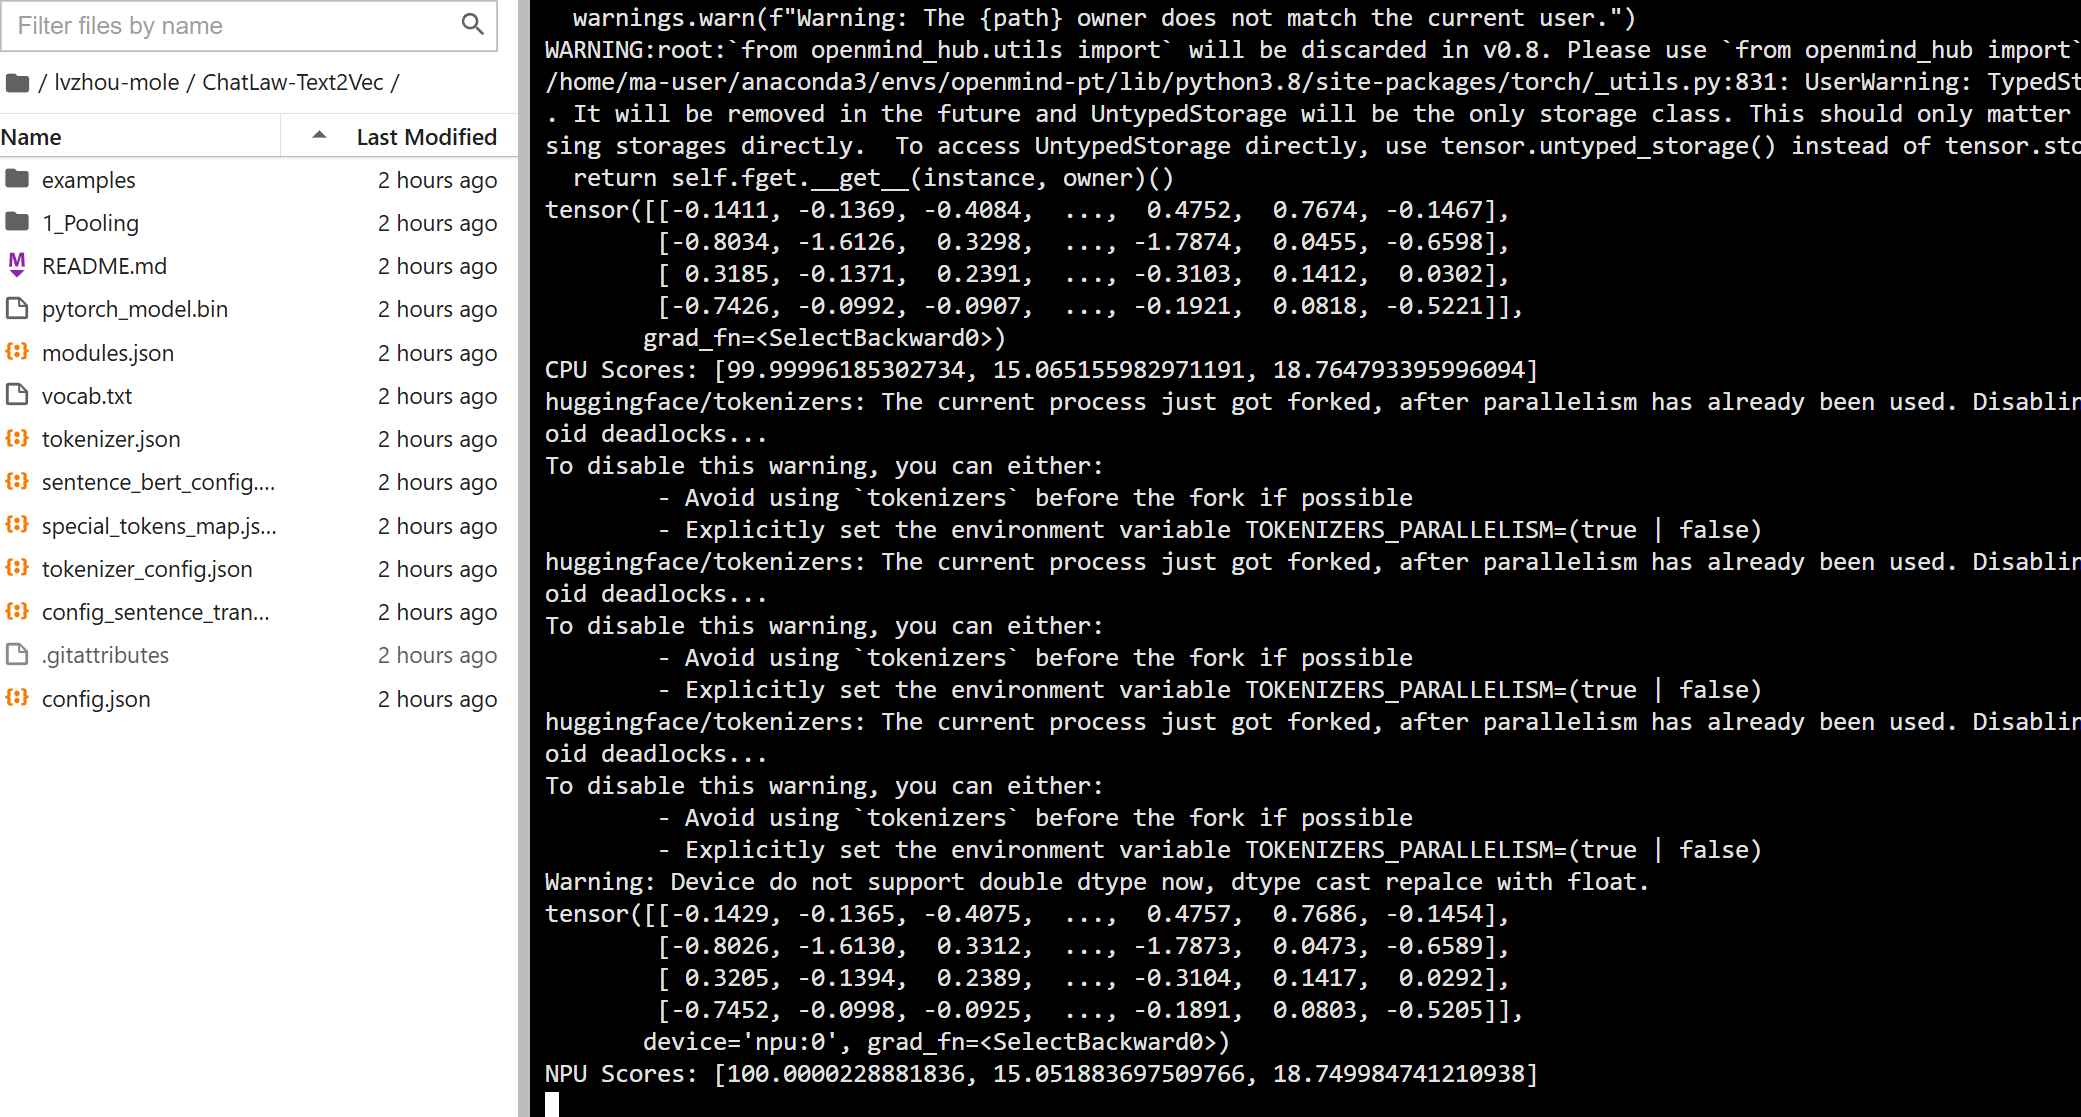 Filter files by name
/ lvzhou-mole / ChatLaw-Text2Vec /
Name Last Modified
examples 2 hours ago
1_Pooling 2 hours ago
README.md 2 hours ago
pytorch_model.bin 2 hours ago
modules.json 2 hours ago
vocab.txt 2 hours ago
tokenizer.json 2 hours ago
sentence_bert_config.... 2 hours ago
special_tokens_map.js... 2 hours ago
tokenizer_config.json 2 hours ago
config_sentence_tran... 2 hours ago
.gitattributes 2 hours ago
config.json 2 hours ago
  warnings.warn(f"Warning: The {path} owner does not match the current user.")
WARNING:root:`from openmind_hub.utils import` will be discarded in v0.8. Please use `from openmind_hub import`
/home/ma-user/anaconda3/envs/openmind-pt/lib/python3.8/site-packages/torch/_utils.py:831: UserWarning: TypedSt
. It will be removed in the future and UntypedStorage will be the only storage class. This should only matter
sing storages directly.  To access UntypedStorage directly, use tensor.untyped_storage() instead of tensor.sto
  return self.fget.__get__(instance, owner)()
tensor([[-0.1411, -0.1369, -0.4084,  ...,  0.4752,  0.7674, -0.1467],
        [-0.8034, -1.6126,  0.3298,  ..., -1.7874,  0.0455, -0.6598],
        [ 0.3185, -0.1371,  0.2391,  ..., -0.3103,  0.1412,  0.0302],
        [-0.7426, -0.0992, -0.0907,  ..., -0.1921,  0.0818, -0.5221]],
       grad_fn=<SelectBackward0>)
CPU Scores: [99.99996185302734, 15.065155982971191, 18.764793395996094]
huggingface/tokenizers: The current process just got forked, after parallelism has already been used. Disablin
oid deadlocks...
To disable this warning, you can either:
        - Avoid using `tokenizers` before the fork if possible
        - Explicitly set the environment variable TOKENIZERS_PARALLELISM=(true | false)
huggingface/tokenizers: The current process just got forked, after parallelism has already been used. Disablin
oid deadlocks...
To disable this warning, you can either:
        - Avoid using `tokenizers` before the fork if possible
        - Explicitly set the environment variable TOKENIZERS_PARALLELISM=(true | false)
huggingface/tokenizers: The current process just got forked, after parallelism has already been used. Disablin
oid deadlocks...
To disable this warning, you can either:
        - Avoid using `tokenizers` before the fork if possible
        - Explicitly set the environment variable TOKENIZERS_PARALLELISM=(true | false)
Warning: Device do not support double dtype now, dtype cast repalce with float.
tensor([[-0.1429, -0.1365, -0.4075,  ...,  0.4757,  0.7686, -0.1454],
        [-0.8026, -1.6130,  0.3312,  ..., -1.7873,  0.0473, -0.6589],
        [ 0.3205, -0.1394,  0.2389,  ..., -0.3104,  0.1417,  0.0292],
        [-0.7452, -0.0998, -0.0925,  ..., -0.1891,  0.0803, -0.5205]],
       device='npu:0', grad_fn=<SelectBackward0>)
NPU Scores: [100.0000228881836, 15.051883697509766, 18.749984741210938]